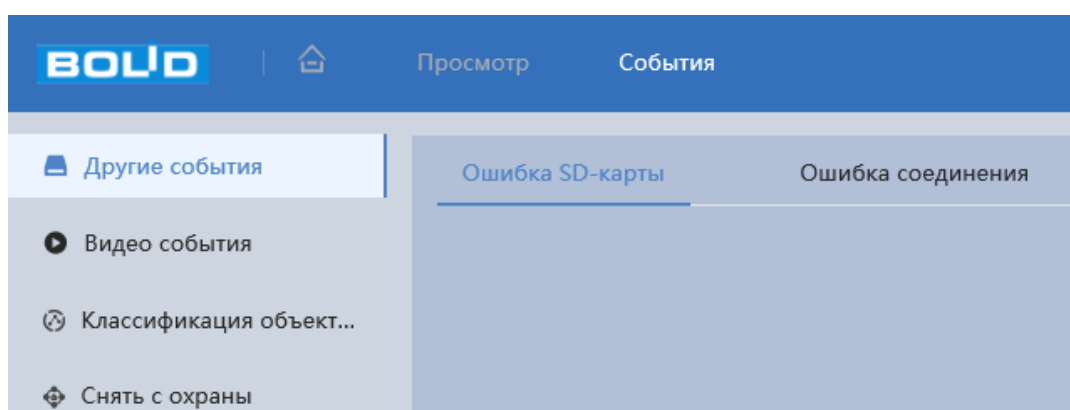 BOLID
Просмотр
События
Другие события
Ошибка SD-карты
Ошибка соединения
Видео события
Классификация объект...
Снять с охраны